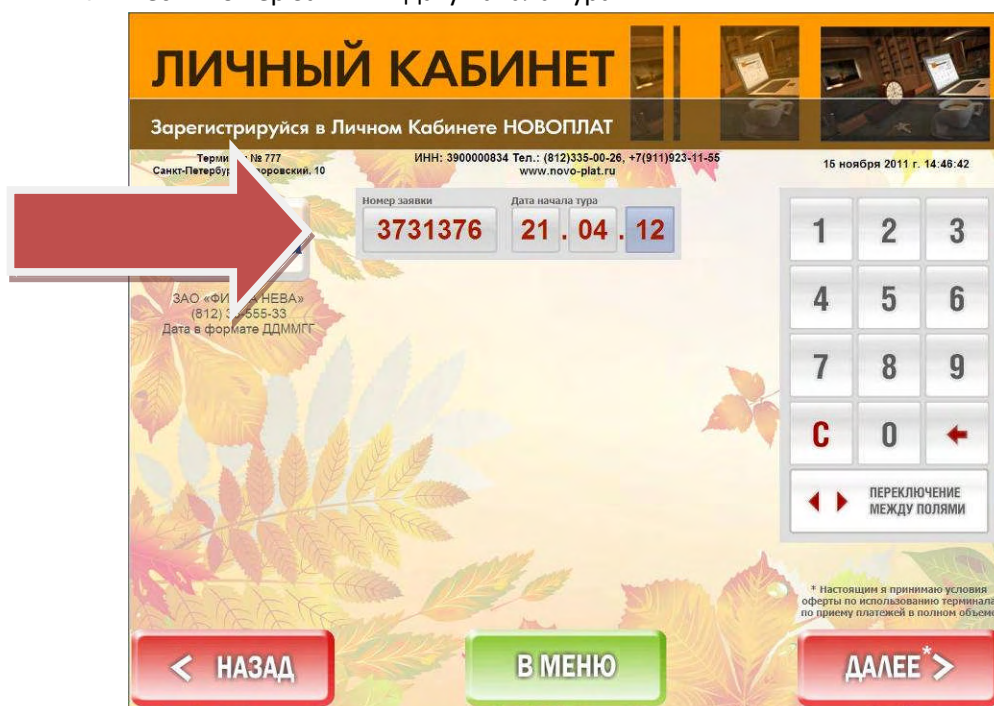 ЛИЧНЫЙ КАБИНЕТ
Зарегистрируйся в Личном Кабинете НОВОПЛАТ
№ 777
Санкт-Петербур 10
ИНН: 3900000834 Тел.: (812)335-00-26, +7(911)923-11-55
www.novo-plat.ru
15 ноября 2011 г. 14:46:42
Номер заявки
Дата начала тура
3731376
21 . 04 . 12
ЗАО «ФИ НЕВА»
(812) 3 -555-33
Дата в формате ДДММГГ
1 2 3
4 5 6
7 8 9
С 0
ПЕРЕКЛЮЧЕНИЕ
МЕЖДУ ПОЛЯМИ
* Настоящим я принимаю условия
оферты по использованию терминала
по приему платежей в полном объеме
< НАЗАД
В МЕНЮ
ДАЛЕЕ* >